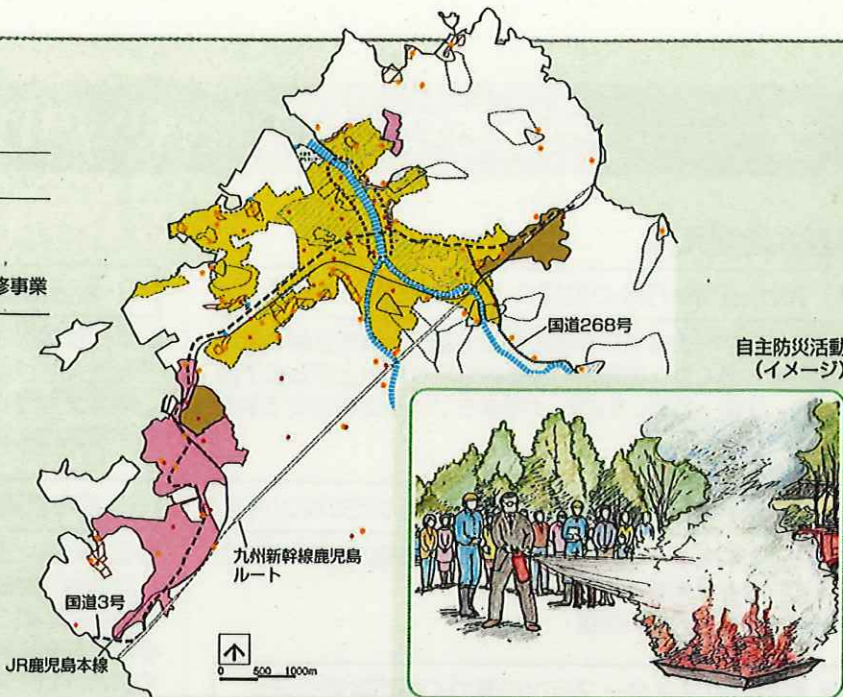 修事業
国道268号
自主防災活動
(イメージ)
九州新幹線鹿児島
ルート
国道3号
JR鹿児島本線
0 500 1000m